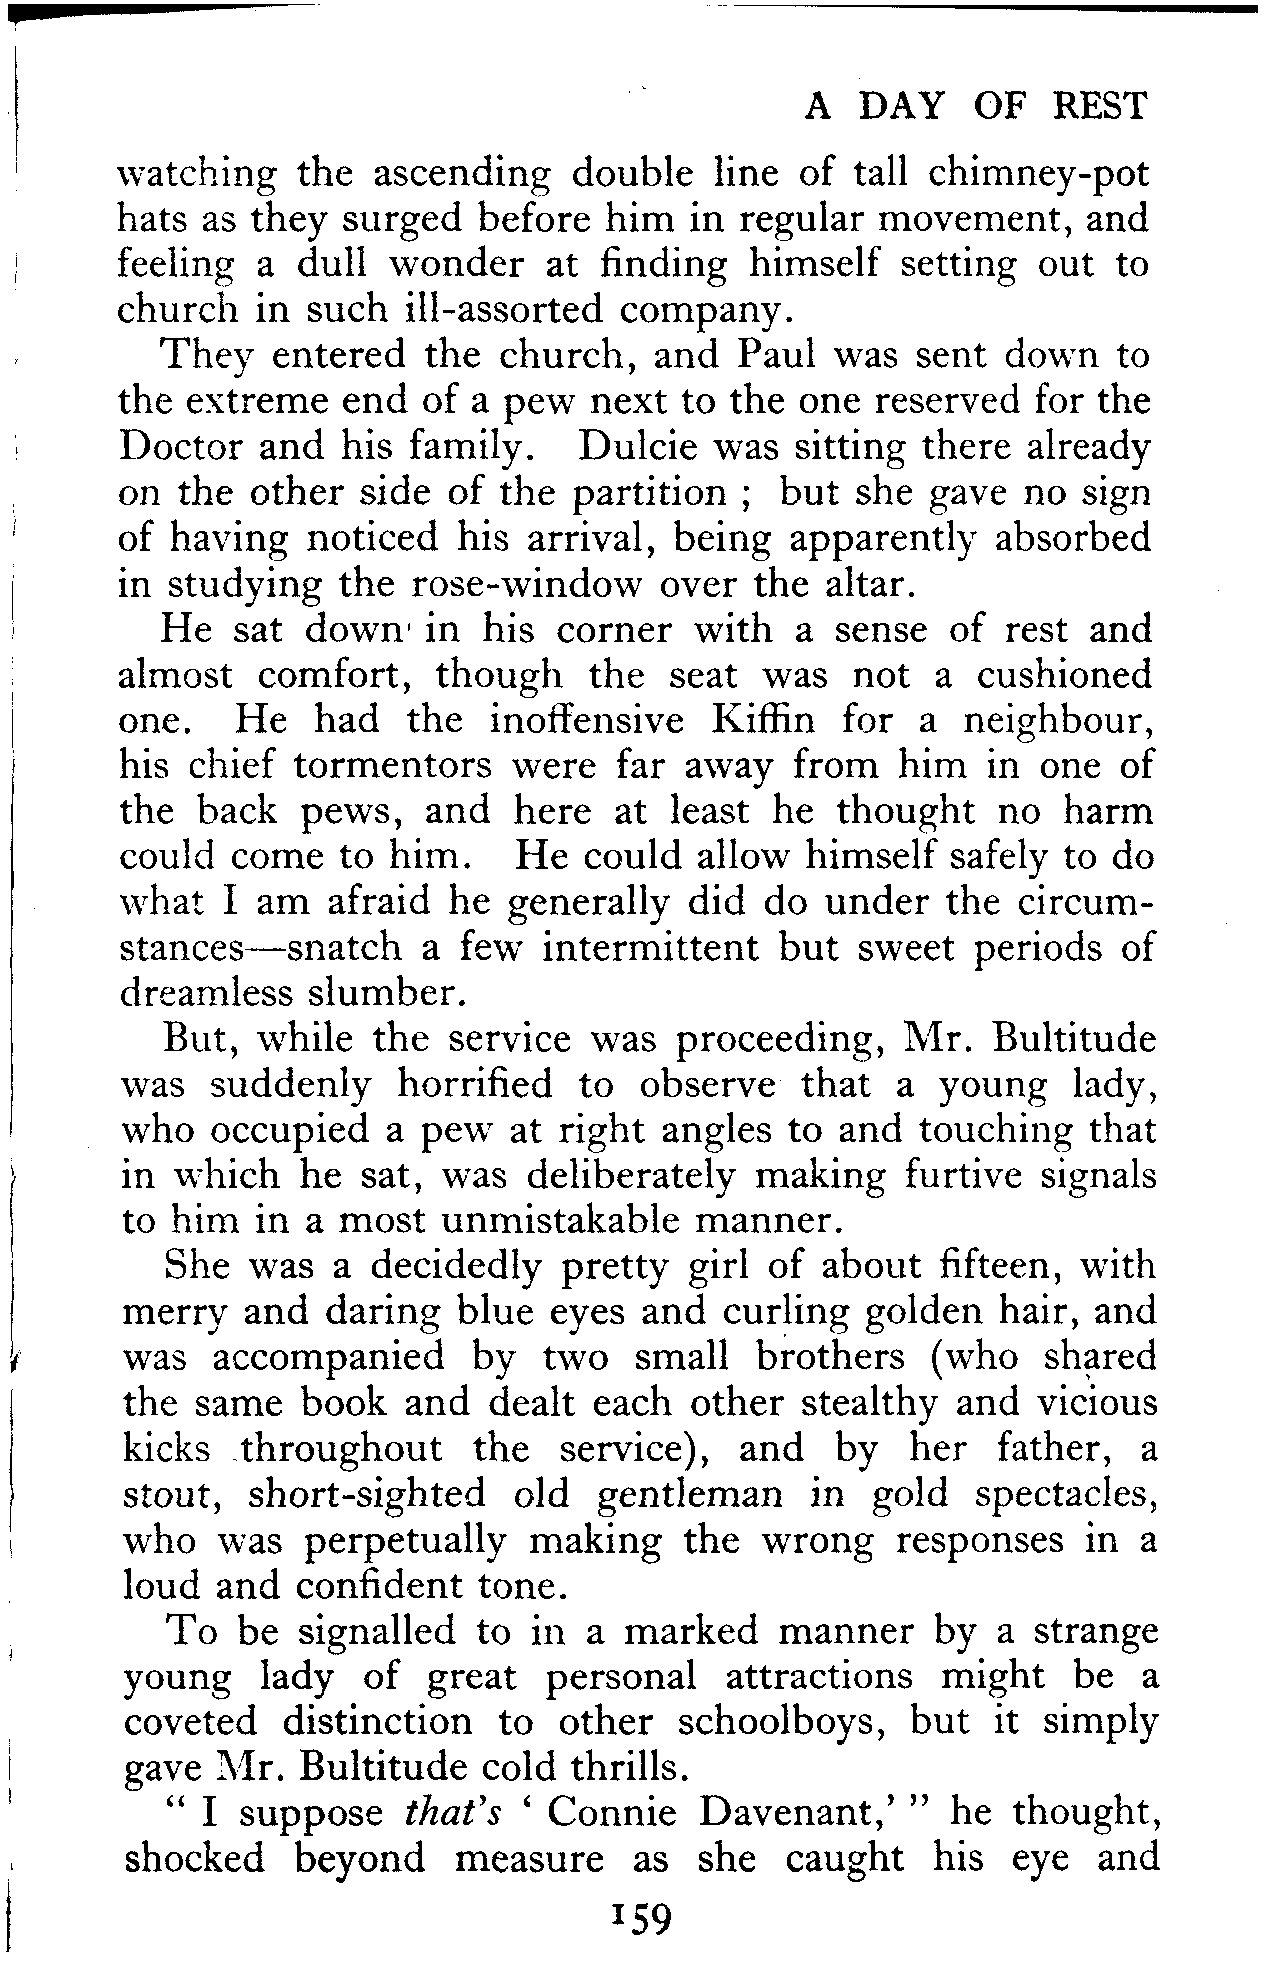 A DAY OF REST
watching the ascending double line of tall chimney-pot
hats as they surged before him in regular movement, and
feeling a dull wonder at finding himself setting out to
church in such ill-assorted company.
They entered the church, and Paul was sent down to
the extreme end of a pew next to the one reserved for the
Doctor and his family. Dulcie was sitting there already
on the other side of the partition ; but she gave no sign
of having noticed his arrival, being apparently absorbed
in studying the rose-window over the altar.
He sat down in his corner with a sense of rest and
almost comfort, though the seat was not a cushioned
one. He had the inoffensive Kiffin for a neighbour,
his chief tormentors were far away from him in one of
the back pews, and here at least he thought no harm
could come to him. He could allow himself safely to do
what I am afraid he generally did do under the circum-
stances—snatch a few intermittent but sweet periods of
dreamless slumber.
But, while the service was proceeding, Mr. Bultitude
was suddenly horrified to observe that a young lady,
who occupied a pew at right angles to and touching that
in which he sat, was deliberately making furtive signals
to him in a most unmistakable manner.
She was a decidedly pretty girl of about fifteen, with
merry and daring blue eyes and curling golden hair, and
was accompanied by two small brothers (who shared
the same book and dealt each other stealthy and vicious
kicks throughout the service), and by her father, a
stout, short-sighted old gentleman in gold spectacles,
who was perpetually making the wrong responses in a
loud and confident tone.
To be signalled to in a marked manner by a strange
young lady of great personal attractions might be a
coveted distinction to other schoolboys, but it simply
gave Mr. Bultitude cold thrills.
“ I suppose that's ‘ Connie Davenant,’ ” he thought,
shocked beyond measure as she caught his eye and
159